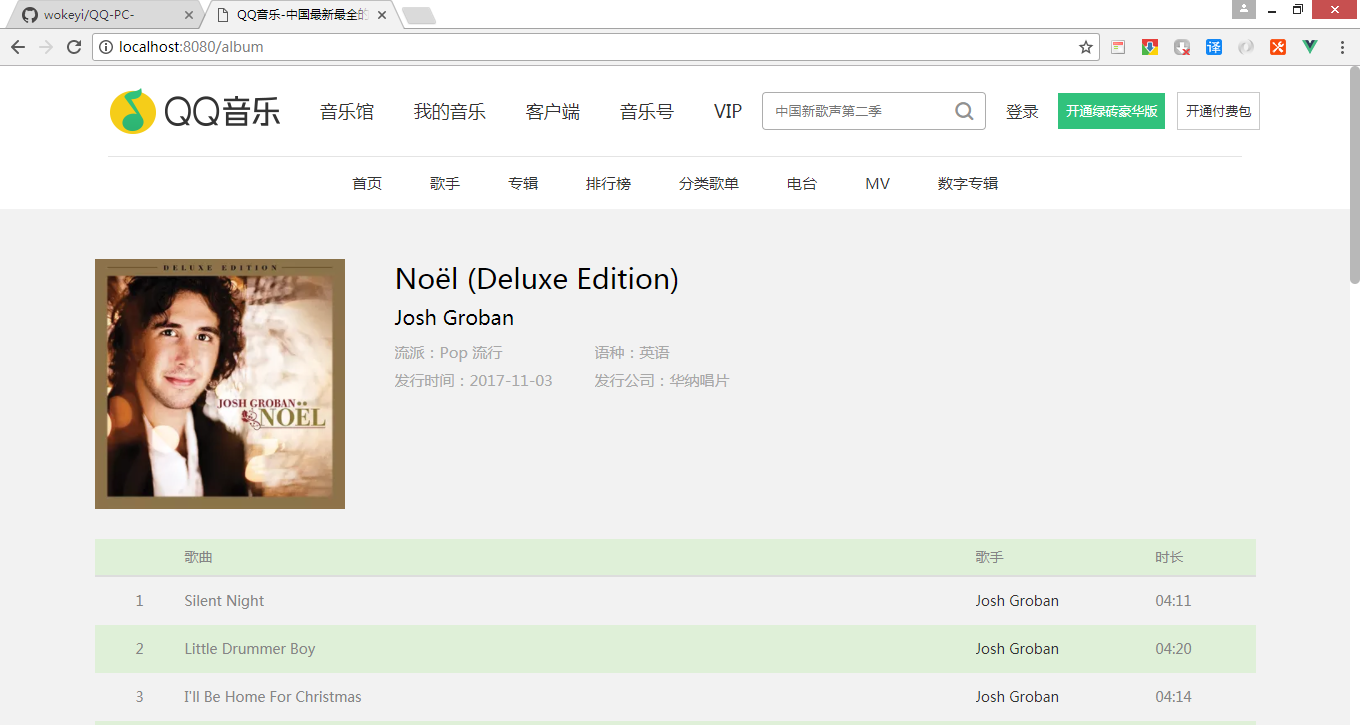 wokeyi/QQ-PC-
QQ音乐-中国最新最全的
localhost:8080/album
QQ音乐 音乐馆 我的音乐 客户端 音乐号 VIP 中国新歌声第二季 登录 开通绿砖豪华版 开通付费包
首页 歌手 专辑 排行榜 分类歌单 电台 MV 数字专辑
DELUXE EDITION
JOSH GROBAN
NOËL
Noël (Deluxe Edition)
Josh Groban
流派：Pop 流行 语种：英语
发行时间：2017-11-03 发行公司：华纳唱片
歌曲 歌手 时长
1 Silent Night Josh Groban 04:11
2 Little Drummer Boy Josh Groban 04:20
3 I'll Be Home For Christmas Josh Groban 04:14